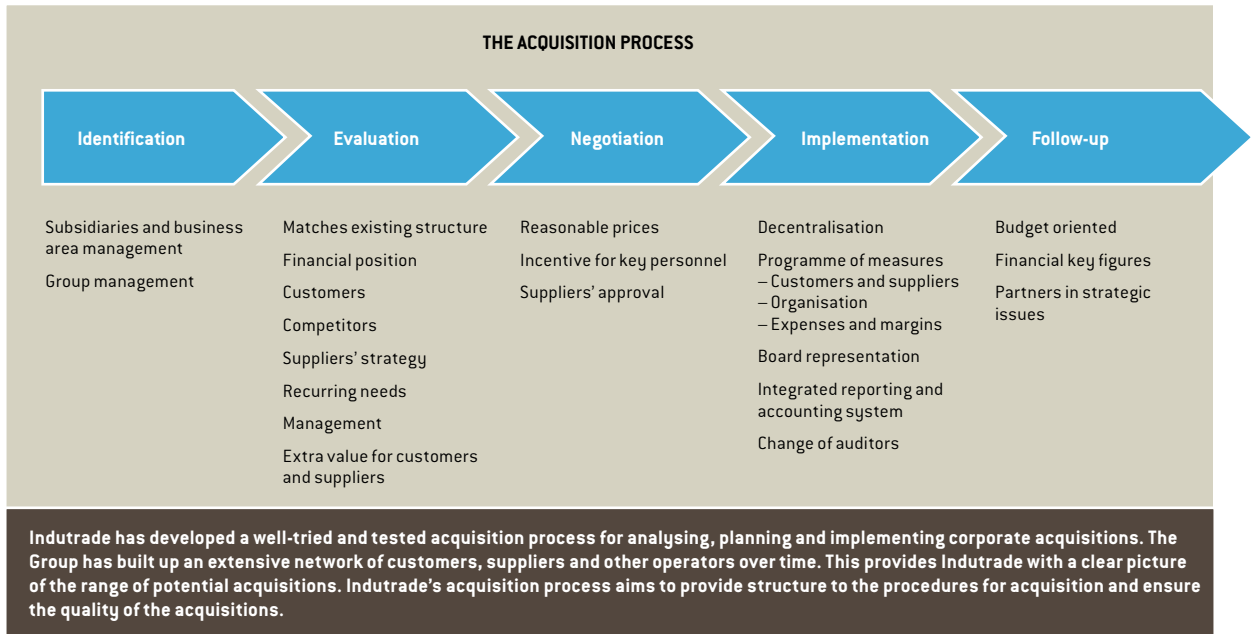 THE ACQUISITION PROCESS
Identification
Evaluation
Negotiation
Implementation
Follow-up
Subsidiaries and business
area management
Group management
Matches existing structure
Financial position
Customers
Competitors
Suppliers’ strategy
Recurring needs
Management
Extra value for customers
and suppliers
Reasonable prices
Incentive for key personnel
Suppliers’ approval
Decentralisation
Programme of measures
– Customers and suppliers
– Organisation
– Expenses and margins
Board representation
Integrated reporting and
accounting system
Change of auditors
Budget oriented
Financial key figures
Partners in strategic
issues
Indutrade has developed a well-tried and tested acquisition process for analysing, planning and implementing corporate acquisitions. The
Group has built up an extensive network of customers, suppliers and other operators over time. This provides Indutrade with a clear picture
of the range of potential acquisitions. Indutrade’s acquisition process aims to provide structure to the procedures for acquisition and ensure
the quality of the acquisitions.